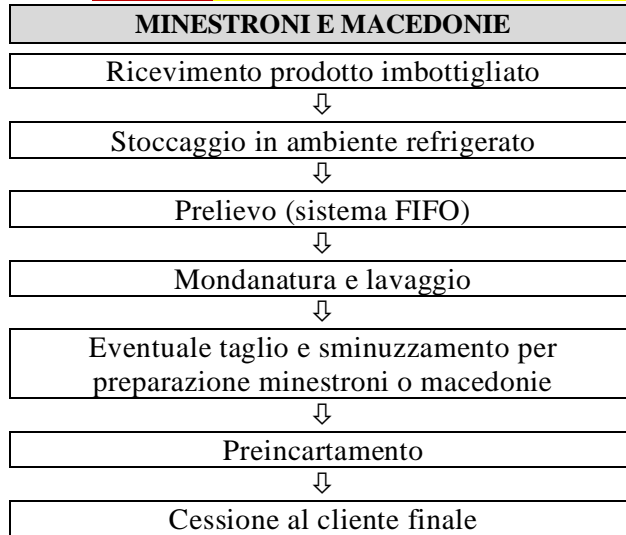 MINESTRONI E MACEDONIE
Ricevimento prodotto imbottigliato
⇩
Stoccaggio in ambiente refrigerato
⇩
Prelievo (sistema FIFO)
⇩
Mondanatura e lavaggio
⇩
Eventuale taglio e sminuzzamento per
preparazione minestroni o macedonie
⇩
Preincartamento
⇩
Cessione al cliente finale